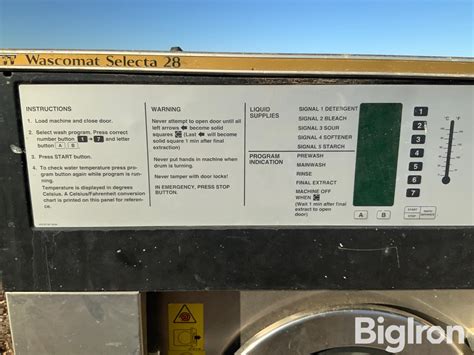 Wascomat Selecta 28
INSTRUCTIONS
1. Load machine and close door.
2. Select wash program. Press correct
number button 1 → 7 and letter
button A B
3. Press START button.
4. To check water temperature press pro-
gram button again while program is run-
ning.
Temperature is displayed in degrees
Celsius. A Celsius/Fahrenheit conversion
chart is printed on this panel for refer-
ence.
WARNING
Never attempt to open door until all
left arrows become solid
squares (Last will become
solid square 1 min after final
extraction)
Never put hands in machine when
drum is turning.
Never tamper with door locks!
IN EMERGENCY, PRESS STOP
BUTTON.
LIQUID
SUPPLIES
SIGNAL 1 DETERGENT
SIGNAL 2 BLEACH
SIGNAL 3 SOUR
SIGNAL 4 SOFTENER
SIGNAL 5 STARCH
PROGRAM
INDICATION
PREWASH
MAINWASH
RINSE
FINAL EXTRACT
MACHINE OFF
WHEN
(Wait 1 min after final
extract to open
door)
A B
1
2
3
4
5
6
7
START
°C °F
BigIron